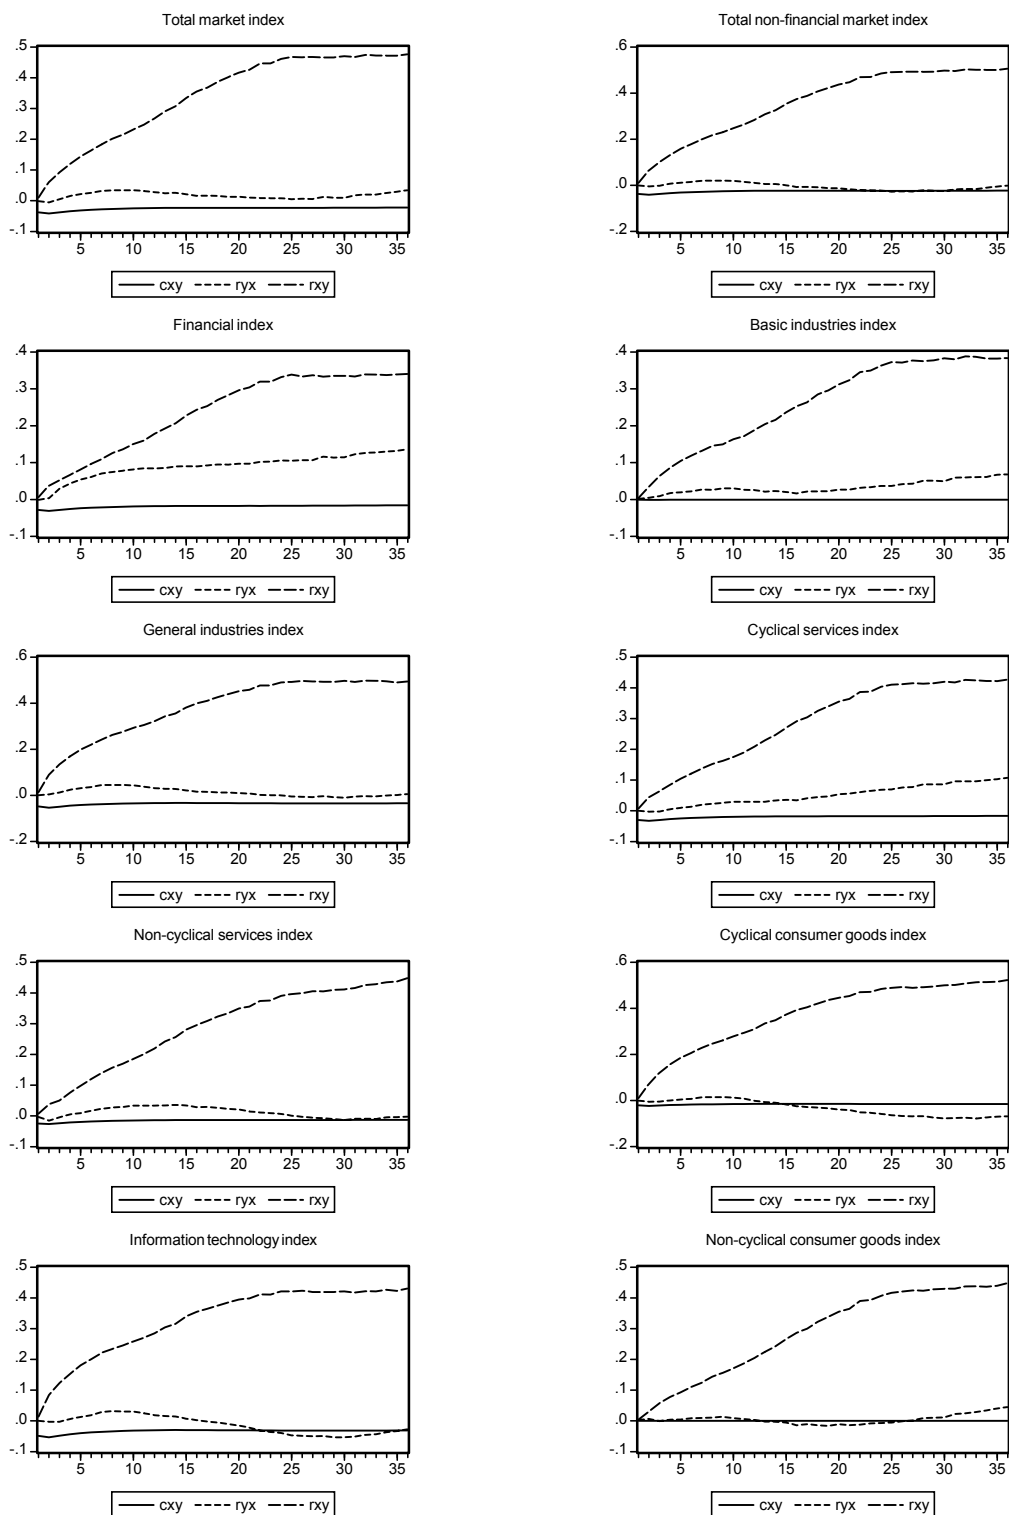 Total market index
.5
.4
.3
.2
.1
.0
-.1
5 10 15 20 25 30 35
cxy ryx rxy
Total non-financial market index
.6
.4
.2
.0
-.2
5 10 15 20 25 30 35
cxy ryx rxy
Financial index
.4
.3
.2
.1
.0
-.1
5 10 15 20 25 30 35
cxy ryx rxy
Basic industries index
.4
.3
.2
.1
.0
-.1
5 10 15 20 25 30 35
cxy ryx rxy
General industries index
.6
.4
.2
.0
-.2
5 10 15 20 25 30 35
cxy ryx rxy
Cyclical services index
.5
.4
.3
.2
.1
.0
-.1
5 10 15 20 25 30 35
cxy ryx rxy
Non-cyclical services index
.5
.4
.3
.2
.1
.0
-.1
5 10 15 20 25 30 35
cxy ryx rxy
Cyclical consumer goods index
.6
.4
.2
.0
-.2
5 10 15 20 25 30 35
cxy ryx rxy
Information technology index
.5
.4
.3
.2
.1
.0
-.1
5 10 15 20 25 30 35
cxy ryx rxy
Non-cyclical consumer goods index
.5
.4
.3
.2
.1
.0
-.1
5 10 15 20 25 30 35
cxy ryx rxy